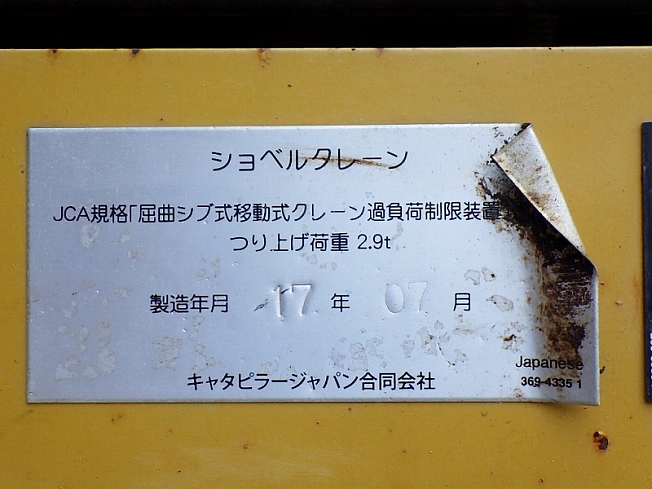 ショベルクレーン
JCA規格「屈曲シブ式移動式クレーン過負荷制限装置
つり上げ荷重 2.9t
製造年月 17 年 07 月
キャタピラージャパン合同会社
Japanese
369-4335 1